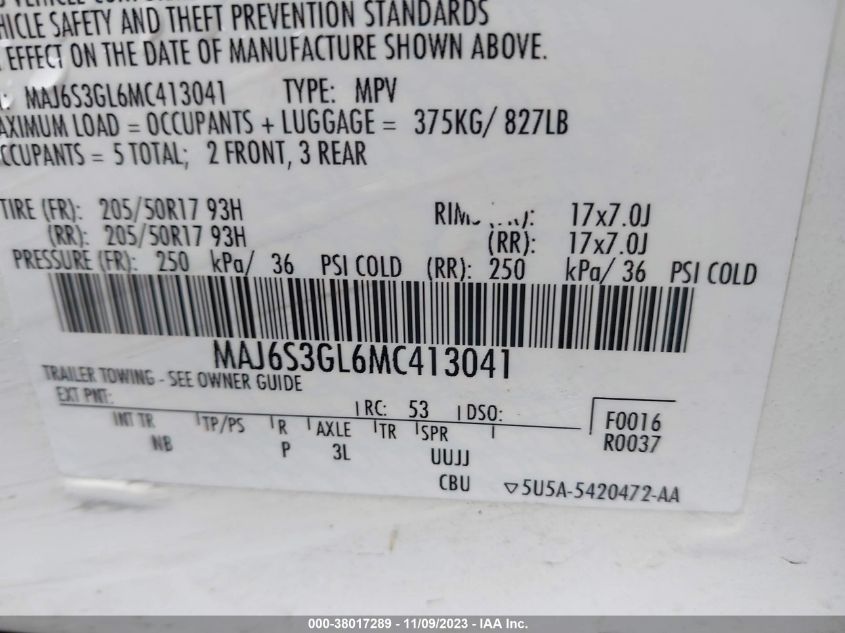 VEHICLE SAFETY AND THEFT PREVENTION STANDARDS
EFFECT ON THE DATE OF MANUFACTURE SHOWN ABOVE.
: MAJ6S3GL6MC413041 TYPE: MPV
AXIMUM LOAD = OCCUPANTS + LUGGAGE = 375KG/ 827LB
CCUPANTS = 5 TOTAL; 2 FRONT, 3 REAR
TIRE (FR): 205/50R17 93H RIMS 17x7.0J
(RR): 205/50R17 93H (RR): 17x7.0J
PRESSURE (FR): 250 kPa/ 36 PSI COLD (RR): 250 kPa/ 36 PSI COLD
MAJ6S3GL6MC413041
TRAILER TOWING - SEE OWNER GUIDE
EXT PNT: RC: 53 DSO: F0016
INT TR TP/PS R AXLE TR SPR R0037
NB P 3L UUJJ
CBU ▽5U5A-5420472-AA
000-38017289 - 11/09/2023 - IAA Inc.